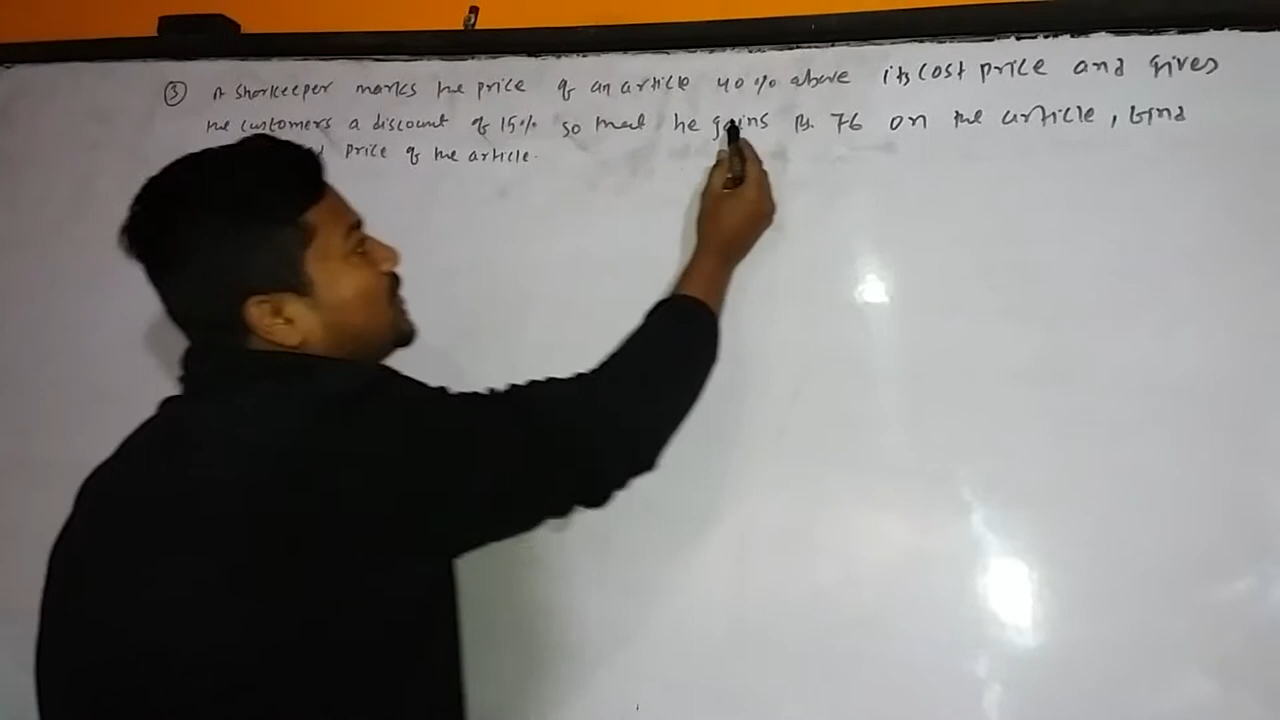 ③ A shopkeeper marks the price of an article 40% above its cost price and gives
the customers a discount of 15% so that he gains Rs. 76 on the article, find
price of the article.